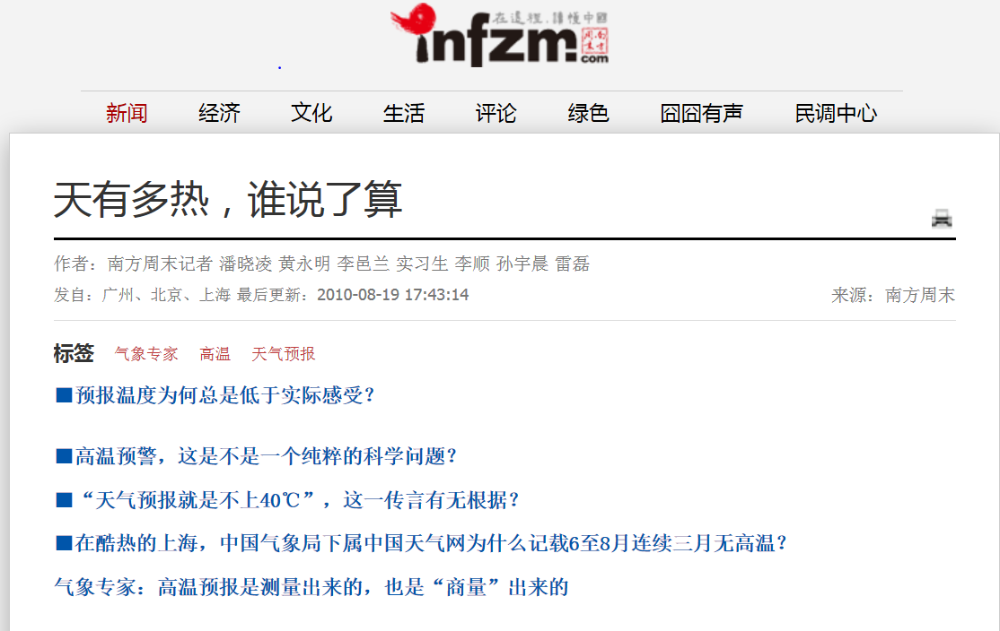 在這裡,讀懂中國
infzm
南方周末
.com
新闻 经济 文化 生活 评论 绿色 囧囧有声 民调中心
天有多热，谁说了算
作者：南方周末记者 潘晓凌 黄永明 李邑兰 实习生 李顺 孙宇晨 雷磊
发自：广州、北京、上海 最后更新：2010-08-19 17:43:14 来源：南方周末
标签 气象专家 高温 天气预报
■预报温度为何总是低于实际感受？
■高温预警，这是不是一个纯粹的科学问题？
■“天气预报就是不上40℃”，这一传言有无根据？
■在酷热的上海，中国气象局下属中国天气网为什么记载6至8月连续三月无高温？
气象专家：高温预报是测量出来的，也是“商量”出来的